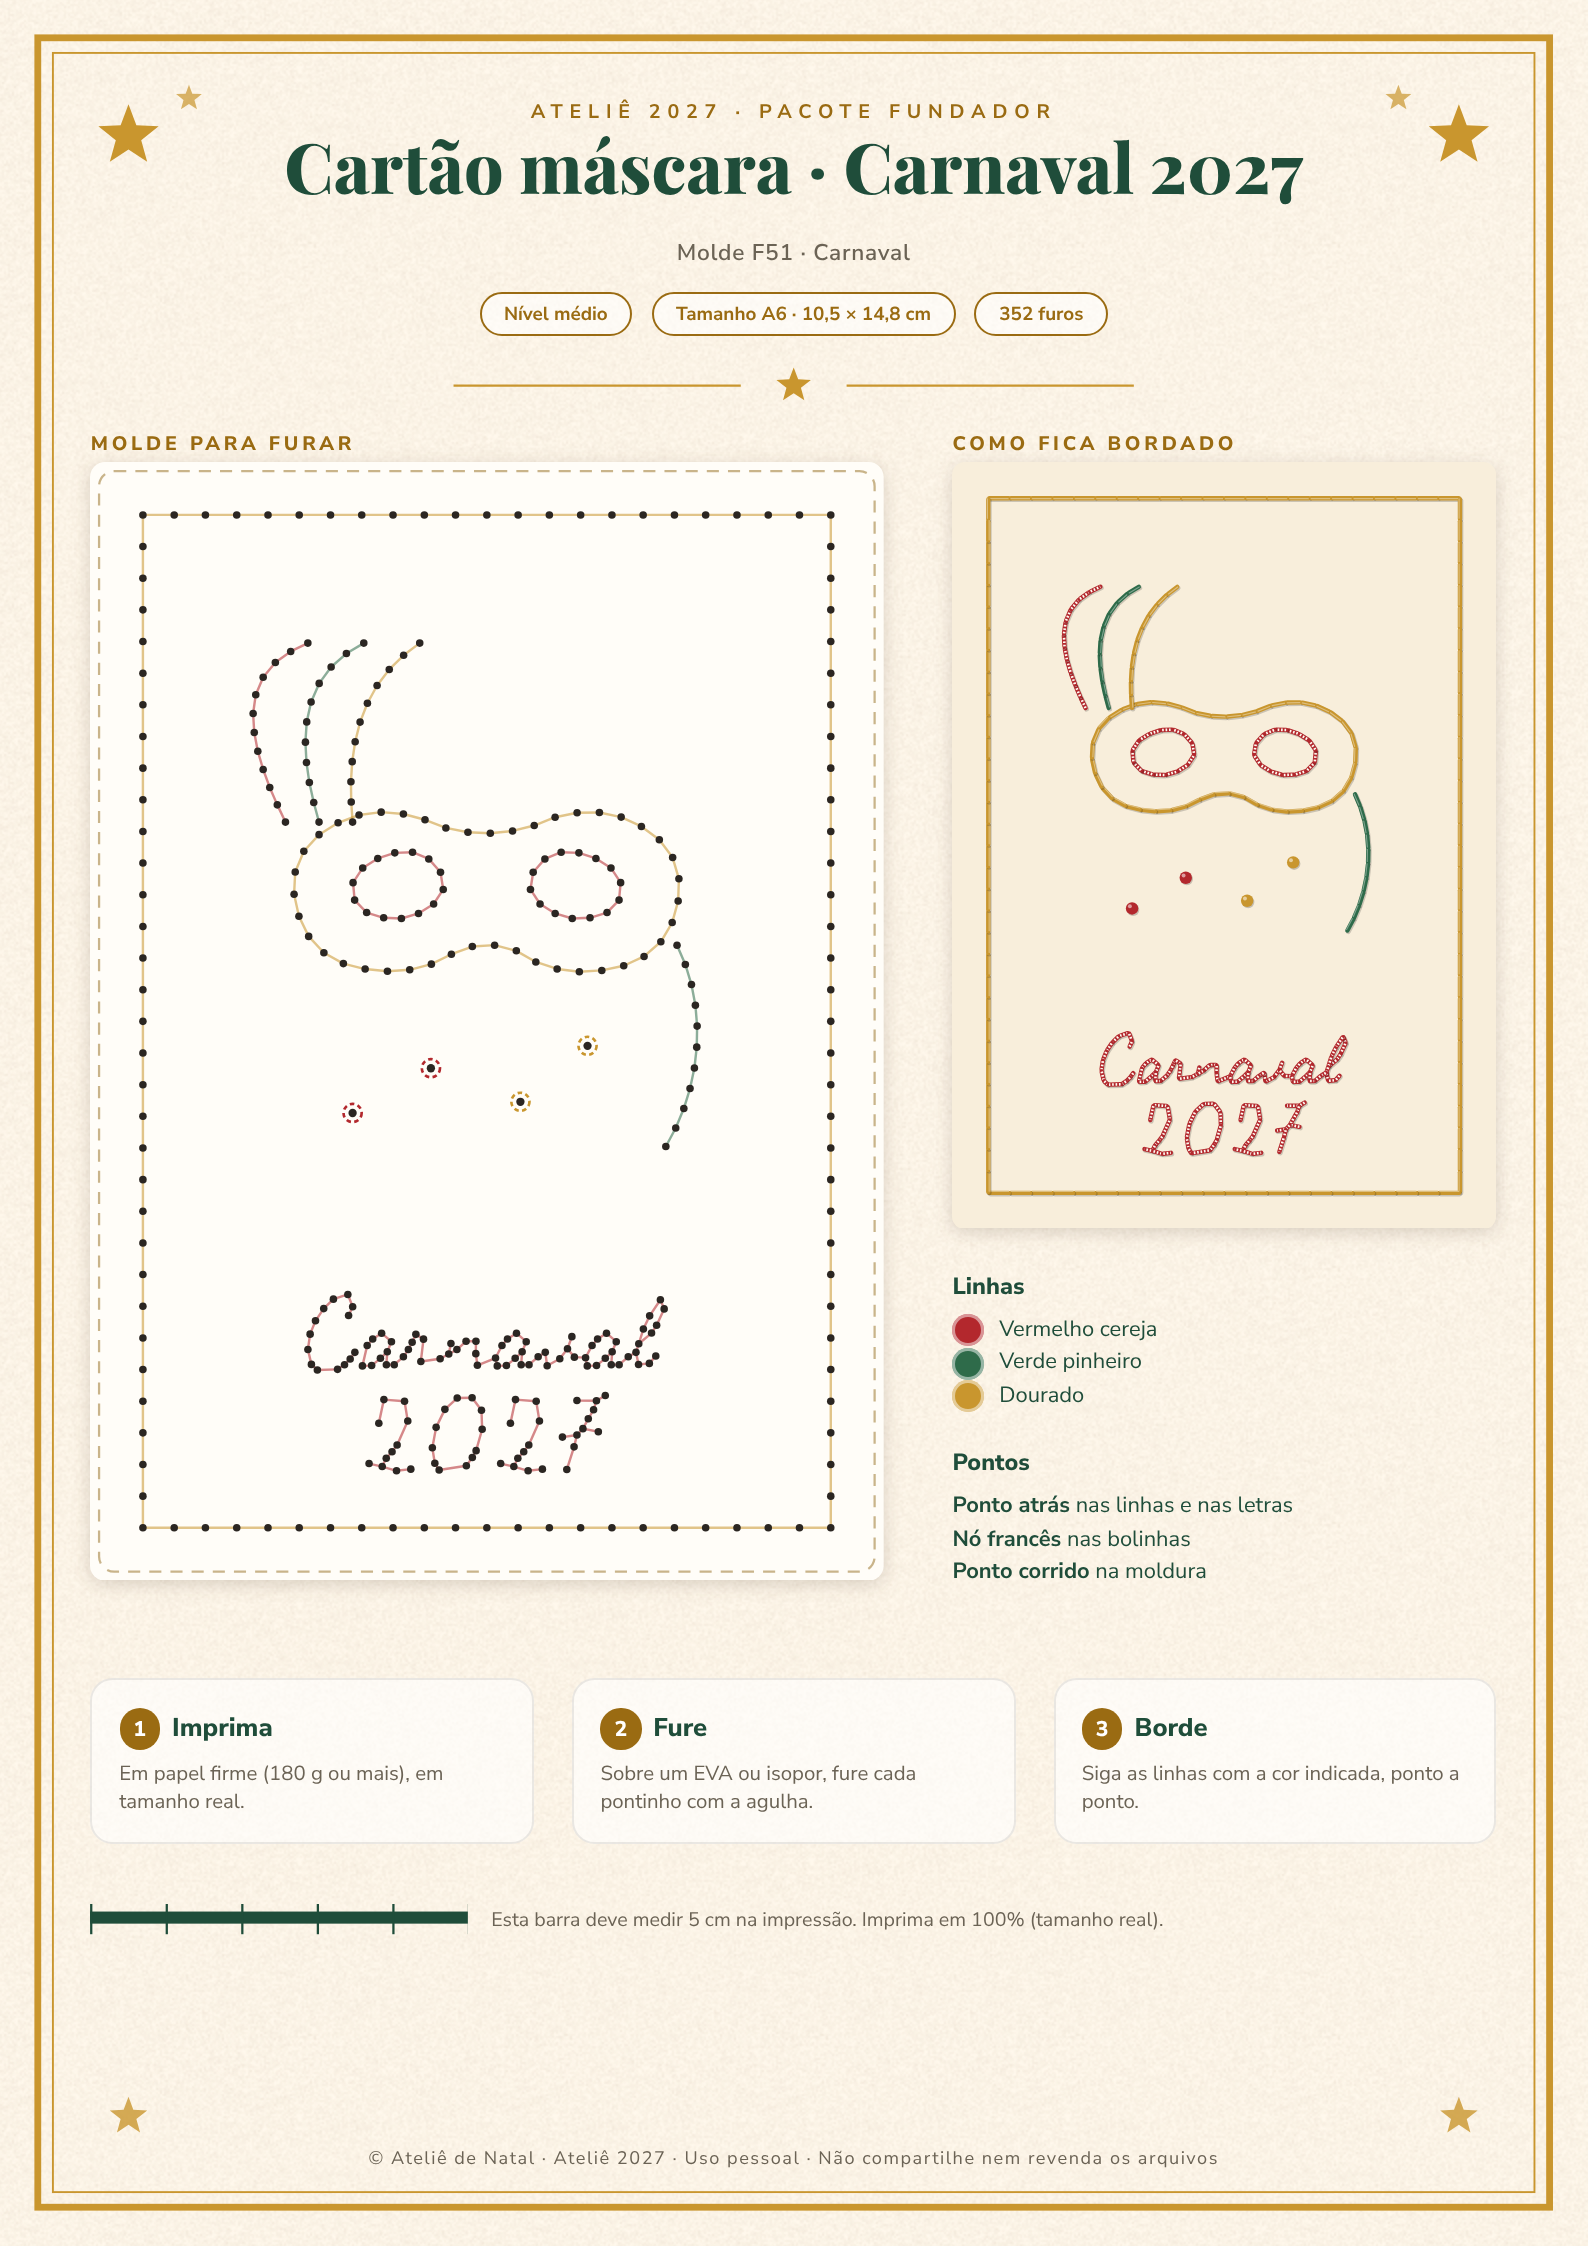 ATELIÊ 2027 · PACOTE FUNDADOR
Cartão máscara · Carnaval 2027
Molde F51 · Carnaval
Nível médio
Tamanho A6 · 10,5 × 14,8 cm
352 furos
MOLDE PARA FURAR
Carnaval
2027
COMO FICA BORDADO
Carnaval
2027
Linhas
Vermelho cereja
Verde pinheiro
Dourado
Pontos
Ponto atrás nas linhas e nas letras
Nó francês nas bolinhas
Ponto corrido na moldura
1 Imprima
Em papel firme (180 g ou mais), em
tamanho real.
2 Fure
Sobre um EVA ou isopor, fure cada
pontinho com a agulha.
3 Borde
Siga as linhas com a cor indicada, ponto a
ponto.
Esta barra deve medir 5 cm na impressão. Imprima em 100% (tamanho real).
© Ateliê de Natal · Ateliê 2027 · Uso pessoal · Não compartilhe nem revenda os arquivos